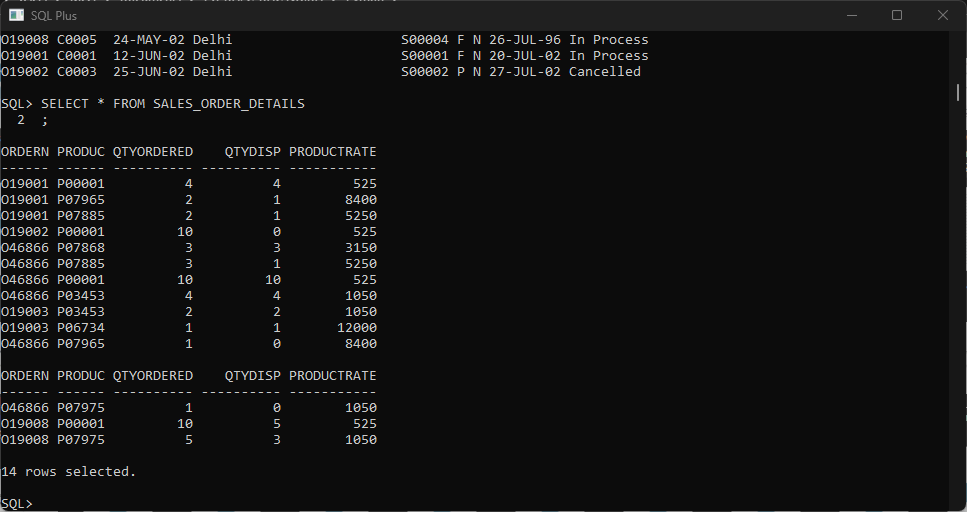 SQL Plus
O19008 C0005  24-MAY-02 Delhi                     S00004 F N 26-JUL-96 In Process
O19001 C0001  12-JUN-02 Delhi                     S00001 F N 20-JUL-02 In Process
O19002 C0003  25-JUN-02 Delhi                     S00002 P N 27-JUL-02 Cancelled
SQL> SELECT * FROM SALES_ORDER_DETAILS
  2  ;
ORDERN PRODUC QTYORDERED    QTYDISP PRODUCTRATE
------ ------ ---------- ---------- -----------
O19001 P00001          4          4         525
O19001 P07965          2          1        8400
O19001 P07885          2          1        5250
O19002 P00001         10          0         525
O46866 P07868          3          3        3150
O46866 P07885          3          1        5250
O46866 P00001         10         10         525
O46866 P03453          4          4        1050
O19003 P03453          2          2        1050
O19003 P06734          1          1       12000
O46866 P07965          1          0        8400
ORDERN PRODUC QTYORDERED    QTYDISP PRODUCTRATE
------ ------ ---------- ---------- -----------
O46866 P07975          1          0        1050
O19008 P00001         10          5         525
O19008 P07975          5          3        1050
14 rows selected.
SQL>